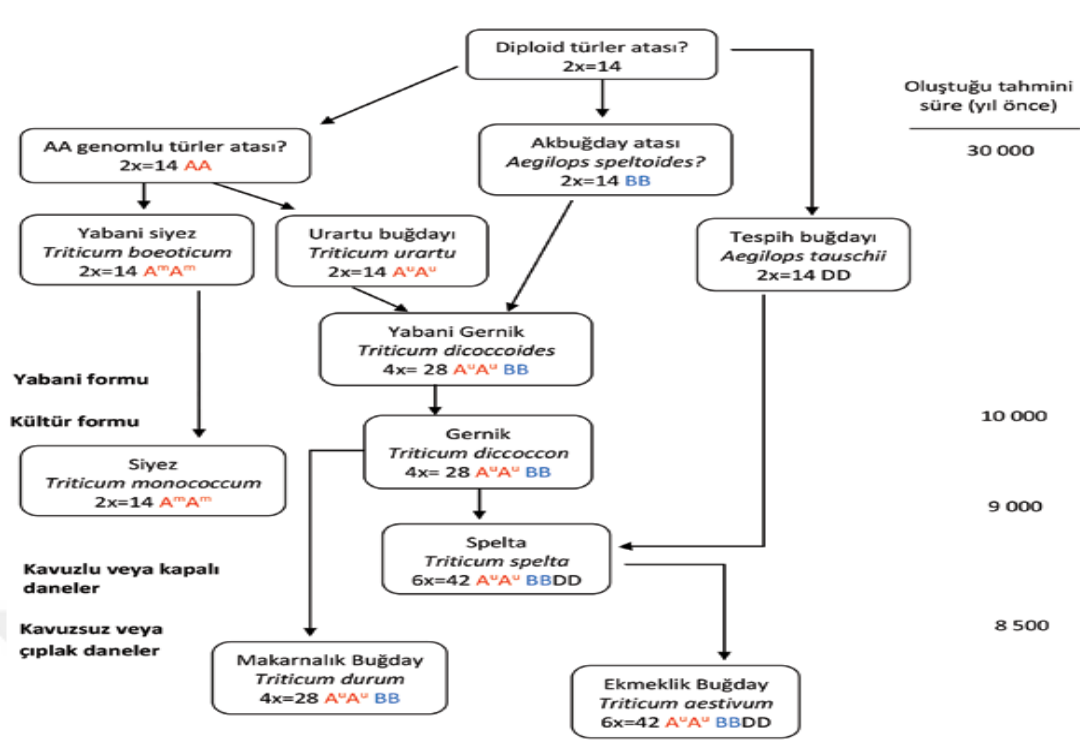 Diploid türler atası?
2x=14
Oluştuğu tahmini
süre (yıl önce)
AA genomlu türler atası?
2x=14 AA
Akbuğday atası
Aegilops speltoides?
2x=14 BB
30 000
Yabani siyez
Triticum boeoticum
2x=14 AᵐAᵐ
Urartu buğdayı
Triticum urartu
2x=14 AᵘAᵘ
Tespih buğdayı
Aegilops tauschii
2x=14 DD
Yabani Gernik
Triticum dicoccoides
4x= 28 AᵘAᵘ BB
Yabani formu
Kültür formu
10 000
Gernik
Triticum diccoccon
4x= 28 AᵘAᵘ BB
Siyez
Triticum monococcum
2x=14 AᵐAᵐ
9 000
Spelta
Triticum spelta
6x=42 AᵘAᵘ BBDD
Kavuzlu veya kapalı
daneler
Kavuzsuz veya
çıplak daneler
8 500
Makarnalık Buğday
Triticum durum
4x=28 AᵘAᵘ BB
Ekmeklik Buğday
Triticum aestivum
6x=42 AᵘAᵘ BBDD